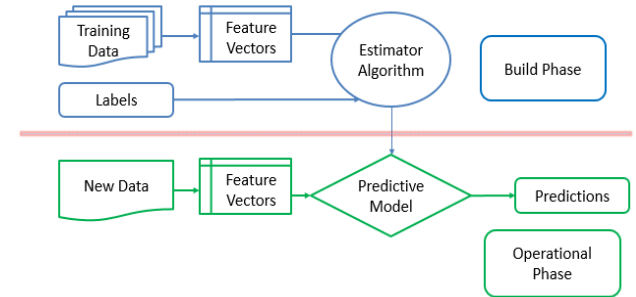 Training
Data
Feature
Vectors
Estimator
Algorithm
Build Phase
Labels
New Data
Feature
Vectors
Predictive
Model
Predictions
Operational
Phase